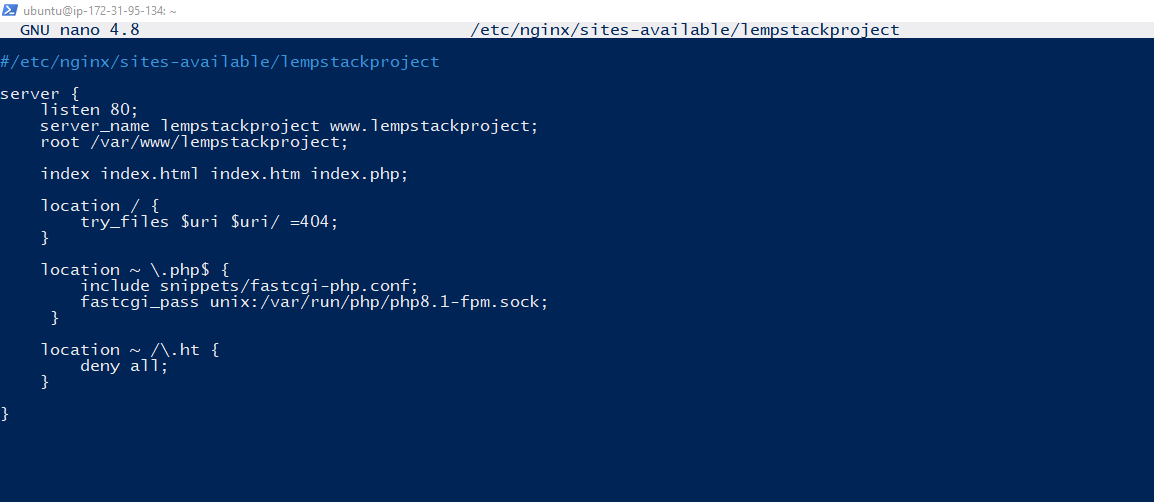 ubuntu@ip-172-31-95-134: ~
GNU nano 4.8 /etc/nginx/sites-available/lempstackproject
#/etc/nginx/sites-available/lempstackproject
server {
    listen 80;
    server_name lempstackproject www.lempstackproject;
    root /var/www/lempstackproject;
    index index.html index.htm index.php;
    location / {
        try_files $uri $uri/ =404;
    }
    location ~ \.php$ {
        include snippets/fastcgi-php.conf;
        fastcgi_pass unix:/var/run/php/php8.1-fpm.sock;
     }
    location ~ /\.ht {
        deny all;
    }
}